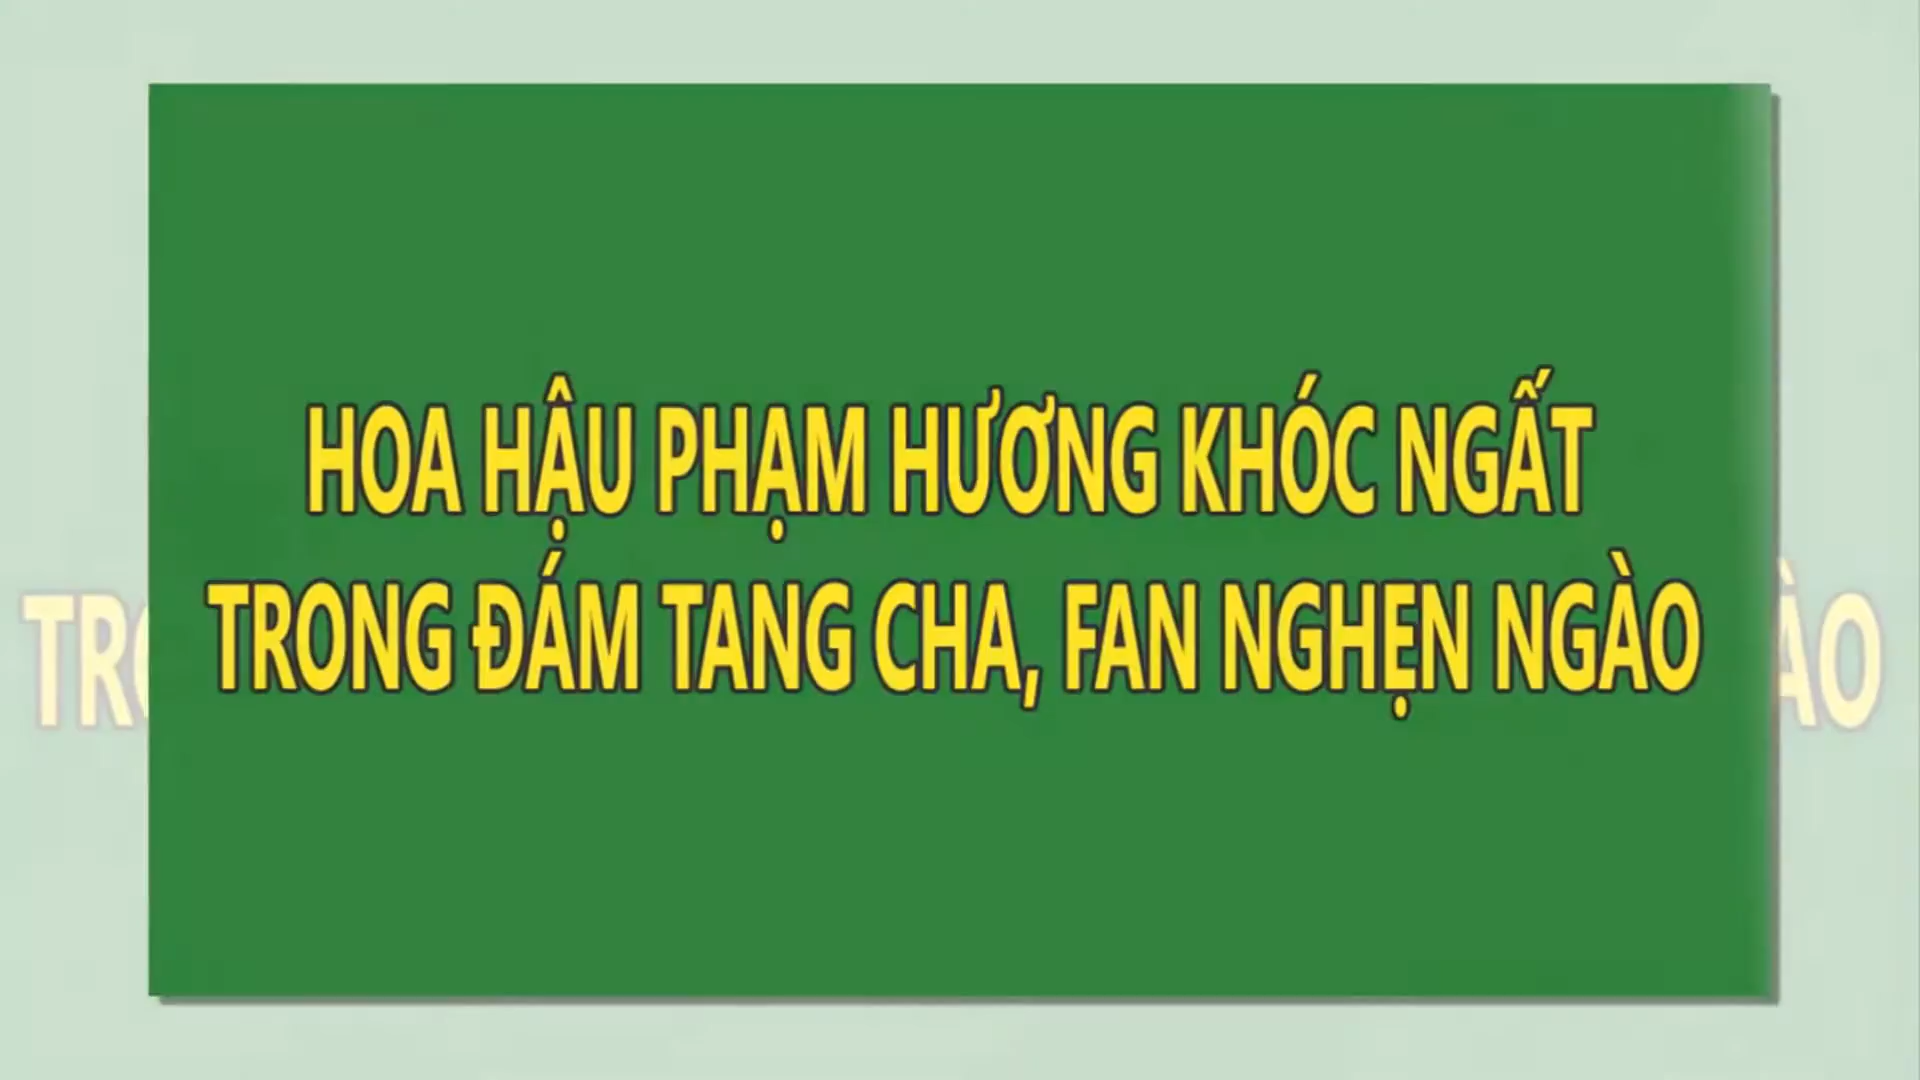 HOA HẬU PHẠM HƯƠNG KHÓC NGẤT
TRONG ĐÁM TANG CHA, FAN NGHẸN NGÀO